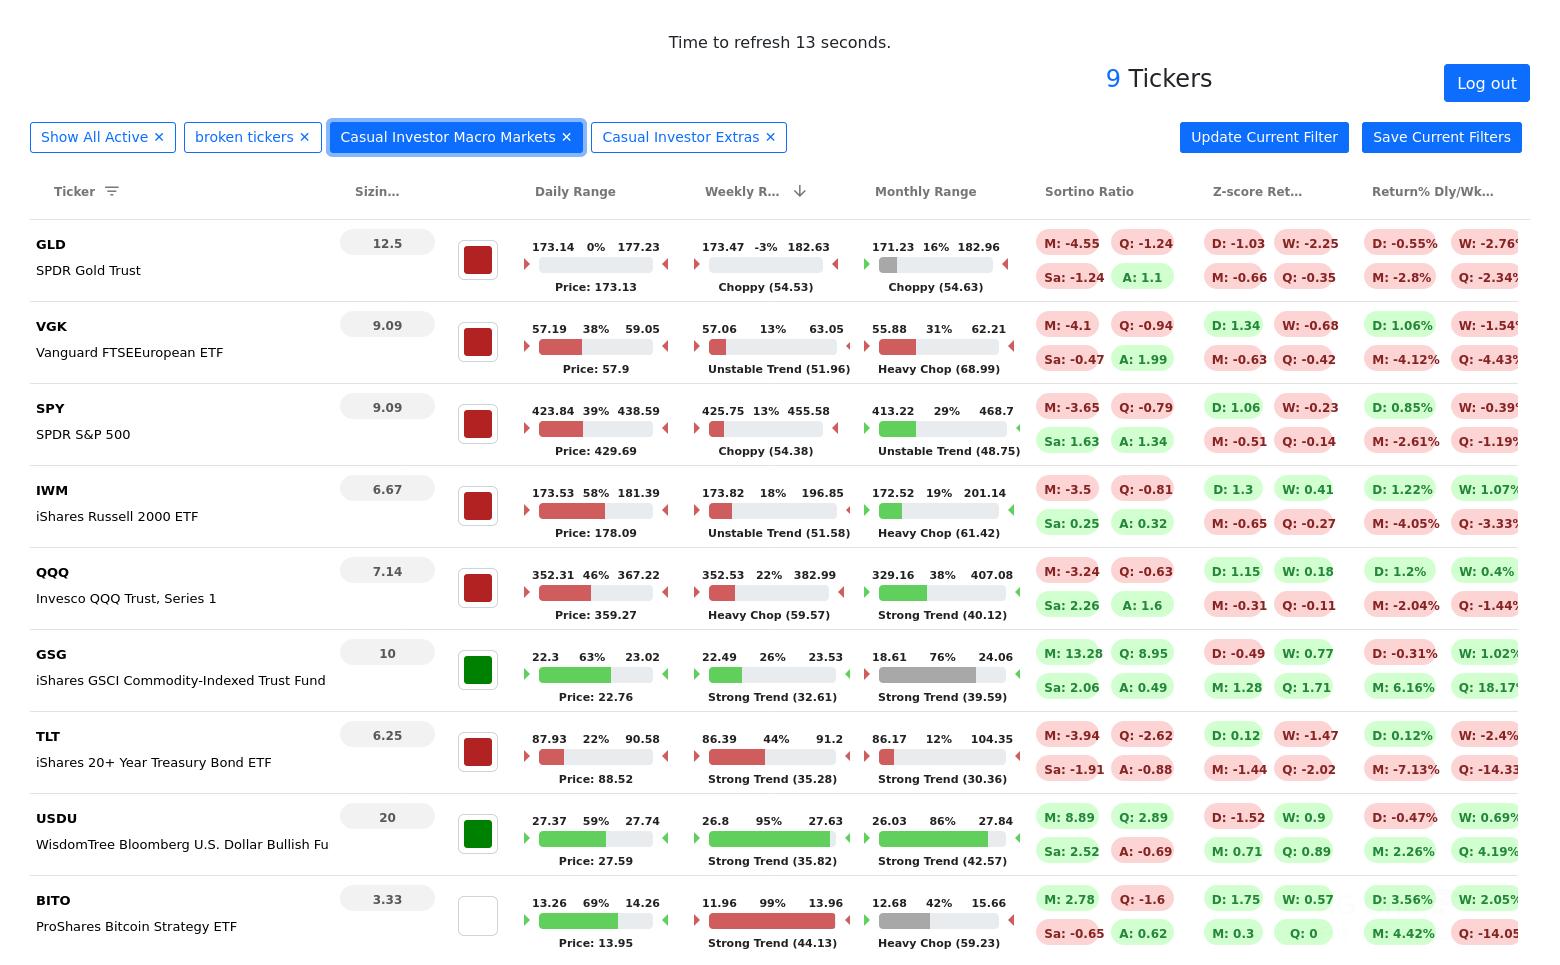 Time to refresh 13 seconds.
9 Tickers
Log out
Show All Active ✕ broken tickers ✕ Casual Investor Macro Markets ✕ Casual Investor Extras ✕ Update Current Filter Save Current Filters
Ticker Sizin... Daily Range Weekly R... Monthly Range Sortino Ratio Z-score Ret... Return% Dly/Wk...
GLD 12.5 173.14 0% 177.23 173.47 -3% 182.63 171.23 16% 182.96 M: -4.55 Q: -1.24 D: -1.03 W: -2.25 D: -0.55% W: -2.76%
SPDR Gold Trust Price: 173.13 Choppy (54.53) Choppy (54.63) Sa: -1.24 A: 1.1 M: -0.66 Q: -0.35 M: -2.8% Q: -2.34%
VGK 9.09 57.19 38% 59.05 57.06 13% 63.05 55.88 31% 62.21 M: -4.1 Q: -0.94 D: 1.34 W: -0.68 D: 1.06% W: -1.54%
Vanguard FTSEEuropean ETF Price: 57.9 Unstable Trend (51.96) Heavy Chop (68.99) Sa: -0.47 A: 1.99 M: -0.63 Q: -0.42 M: -4.12% Q: -4.43%
SPY 9.09 423.84 39% 438.59 425.75 13% 455.58 413.22 29% 468.7 M: -3.65 Q: -0.79 D: 1.06 W: -0.23 D: 0.85% W: -0.39%
SPDR S&P 500 Price: 429.69 Choppy (54.38) Unstable Trend (48.75) Sa: 1.63 A: 1.34 M: -0.51 Q: -0.14 M: -2.61% Q: -1.19%
IWM 6.67 173.53 58% 181.39 173.82 18% 196.85 172.52 19% 201.14 M: -3.5 Q: -0.81 D: 1.3 W: 0.41 D: 1.22% W: 1.07%
iShares Russell 2000 ETF Price: 178.09 Unstable Trend (51.58) Heavy Chop (61.42) Sa: 0.25 A: 0.32 M: -0.65 Q: -0.27 M: -4.05% Q: -3.33%
QQQ 7.14 352.31 46% 367.22 352.53 22% 382.99 329.16 38% 407.08 M: -3.24 Q: -0.63 D: 1.15 W: 0.18 D: 1.2% W: 0.4%
Invesco QQQ Trust, Series 1 Price: 359.27 Heavy Chop (59.57) Strong Trend (40.12) Sa: 2.26 A: 1.6 M: -0.31 Q: -0.11 M: -2.04% Q: -1.44%
GSG 10 22.3 63% 23.02 22.49 26% 23.53 18.61 76% 24.06 M: 13.28 Q: 8.95 D: -0.49 W: 0.77 D: -0.31% W: 1.02%
iShares GSCI Commodity-Indexed Trust Fund Price: 22.76 Strong Trend (32.61) Strong Trend (39.59) Sa: 2.06 A: 0.49 M: 1.28 Q: 1.71 M: 6.16% Q: 18.17%
TLT 6.25 87.93 22% 90.58 86.39 44% 91.2 86.17 12% 104.35 M: -3.94 Q: -2.62 D: 0.12 W: -1.47 D: 0.12% W: -2.4%
iShares 20+ Year Treasury Bond ETF Price: 88.52 Strong Trend (35.28) Strong Trend (30.36) Sa: -1.91 A: -0.88 M: -1.44 Q: -2.02 M: -7.13% Q: -14.33
USDU 20 27.37 59% 27.74 26.8 95% 27.63 26.03 86% 27.84 M: 8.89 Q: 2.89 D: -1.52 W: 0.9 D: -0.47% W: 0.69%
WisdomTree Bloomberg U.S. Dollar Bullish Fu Price: 27.59 Strong Trend (35.82) Strong Trend (42.57) Sa: 2.52 A: -0.69 M: 0.71 Q: 0.89 M: 2.26% Q: 4.19%
BITO 3.33 13.26 69% 14.26 11.96 99% 13.96 12.68 42% 15.66 M: 2.78 Q: -1.6 D: 1.75 W: 0.57 D: 3.56% W: 2.05%
ProShares Bitcoin Strategy ETF Price: 13.95 Strong Trend (44.13) Heavy Chop (59.23) Sa: -0.65 A: 0.62 M: 0.3 Q: 0 M: 4.42% Q: -14.05